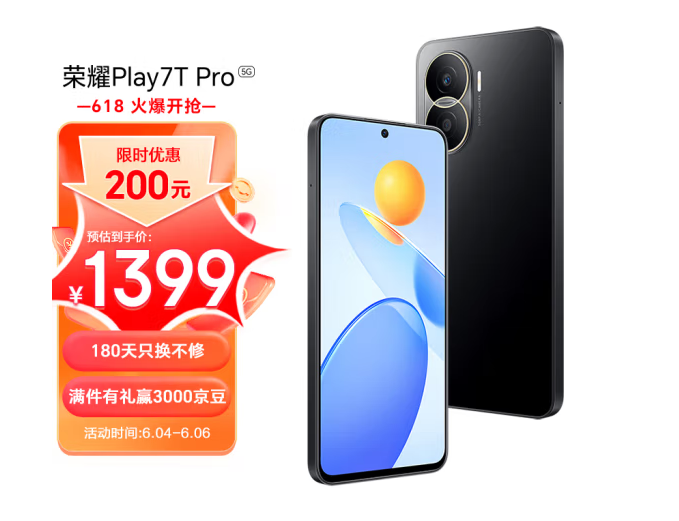 荣耀Play7T Pro 5G
618 火爆开抢
限时优惠
200元
预估到手价：
¥1399
180天只换不修
满件有礼赢3000京豆
活动时间:6.04-6.06